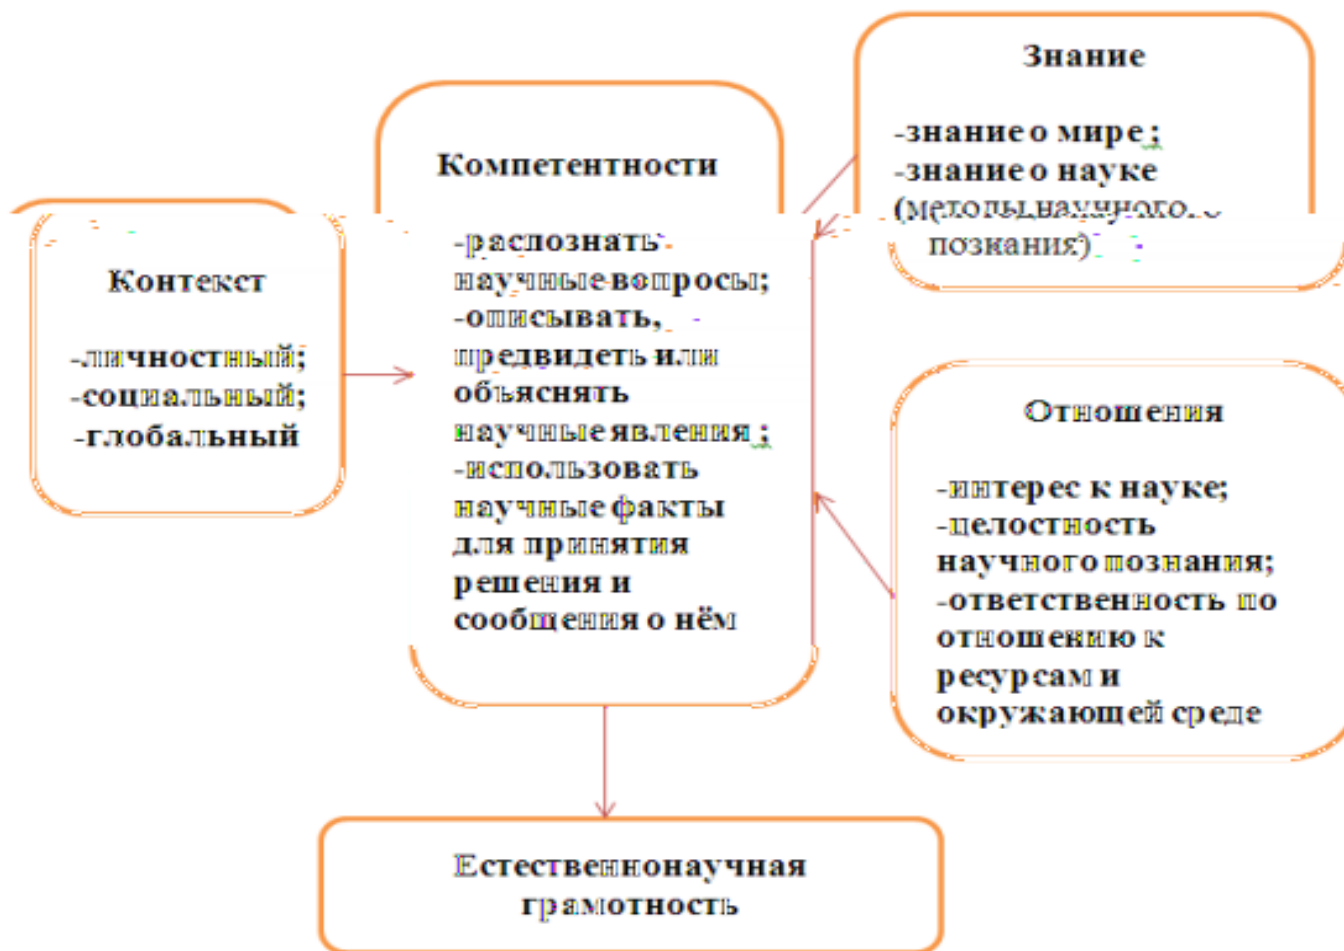 Контекст
-личностный;
-социальный;
-глобальный
Компетентности
-распознать
научные вопросы;
-описывать,
предвидеть или
объяснять
научные явления ;
-использовать
научные факты
для принятия
решения и
сообщения о нём
Знание
-знание о мире ;
-знание о науке
(методы научного
познания)
Отношения
-интерес к науке;
-целостность
научного познания;
-ответственность по
отношению к
ресурсам и
окружающей среде
Естественнонаучная
грамотность